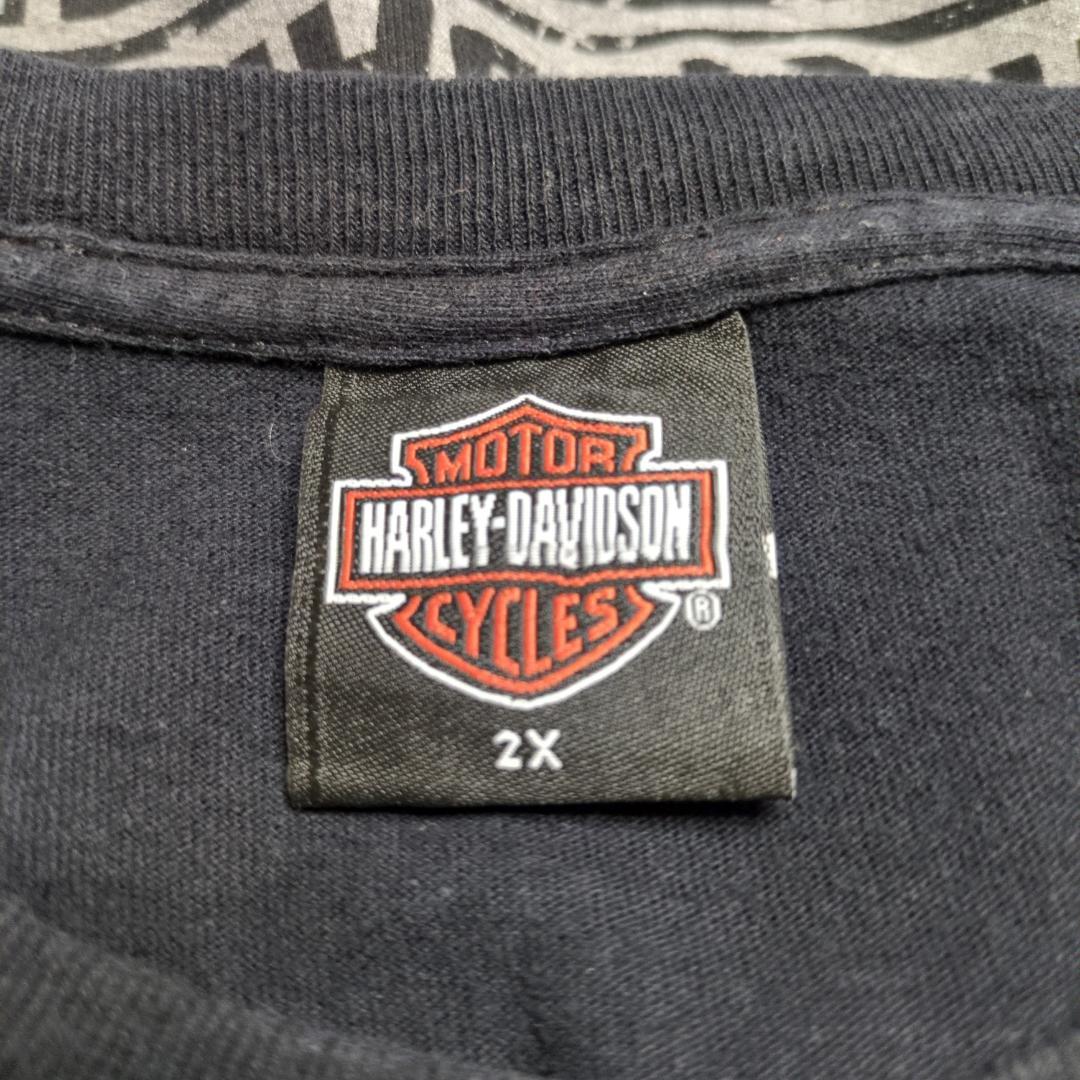 MOTOR
HARLEY-DAVIDSON
CYCLES
®
2X